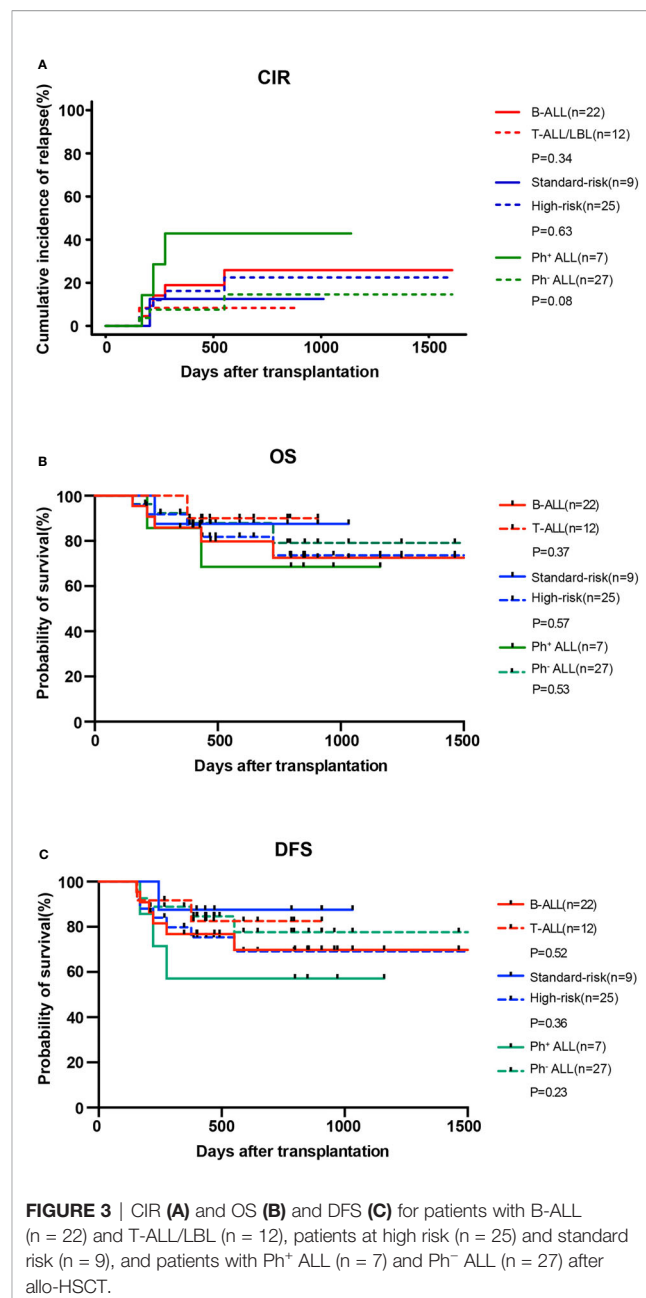 A
CIR
100
80
60
40
20
0
Cumulative incidence of relapse(%)
0 500 1000 1500
Days after transplantation
B-ALL(n=22)
T-ALL/LBL(n=12)
P=0.34
Standard-risk(n=9)
High-risk(n=25)
P=0.63
Ph⁺ ALL(n=7)
Ph⁻ ALL(n=27)
P=0.08
B
OS
100
80
60
40
20
0
Probability of survival(%)
0 500 1000 1500
Days after transplantation
B-ALL(n=22)
T-ALL(n=12)
P=0.37
Standard-risk(n=9)
High-risk(n=25)
P=0.57
Ph⁺ ALL(n=7)
Ph⁻ ALL(n=27)
P=0.53
C
DFS
100
80
60
40
20
0
Probability of survival(%)
0 500 1000 1500
Days after transplantation
B-ALL(n=22)
T-ALL(n=12)
P=0.52
Standard-risk(n=9)
High-risk(n=25)
P=0.36
Ph⁺ ALL(n=7)
Ph⁻ ALL(n=27)
P=0.23
FIGURE 3 | CIR (A) and OS (B) and DFS (C) for patients with B-ALL
(n = 22) and T-ALL/LBL (n = 12), patients at high risk (n = 25) and standard
risk (n = 9), and patients with Ph⁺ ALL (n = 7) and Ph⁻ ALL (n = 27) after
allo-HSCT.